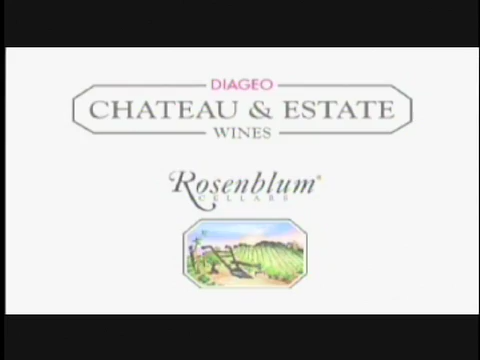 DIAGEO
CHATEAU & ESTATE
WINES
Rosenblum®
CELLARS